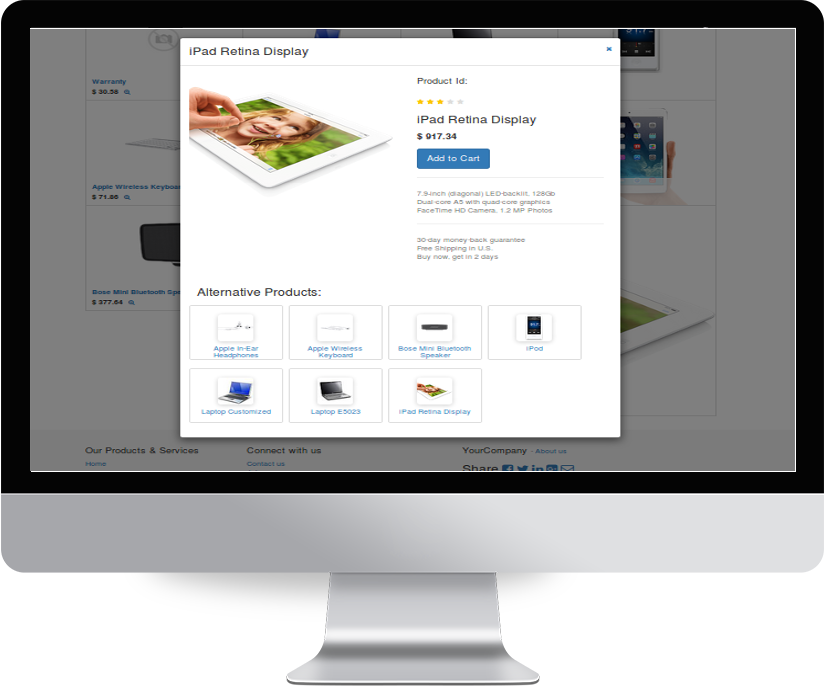 iPad Retina Display
Product Id:
iPad Retina Display
$ 917.34
Add to Cart
7.9-inch (diagonal) LED-backlit, 128Gb
Dual-core A5 with quad-core graphics
FaceTime HD Camera, 1.2 MP Photos
30-day money-back guarantee
Free Shipping in U.S.
Buy now, get in 2 days
Alternative Products:
Apple In-Ear
Headphones
Apple Wireless
Keyboard
Bose Mini Bluetooth
Speaker
iPod
Laptop Customized
Laptop E5023
iPad Retina Display
Warranty
$ 30.58
Apple Wireless Keyboa
$ 71.86
Bose Mini Bluetooth Spe
$ 377.64
Our Products & Services
Home
Connect with us
Contact us
YourCompany - About us
Share